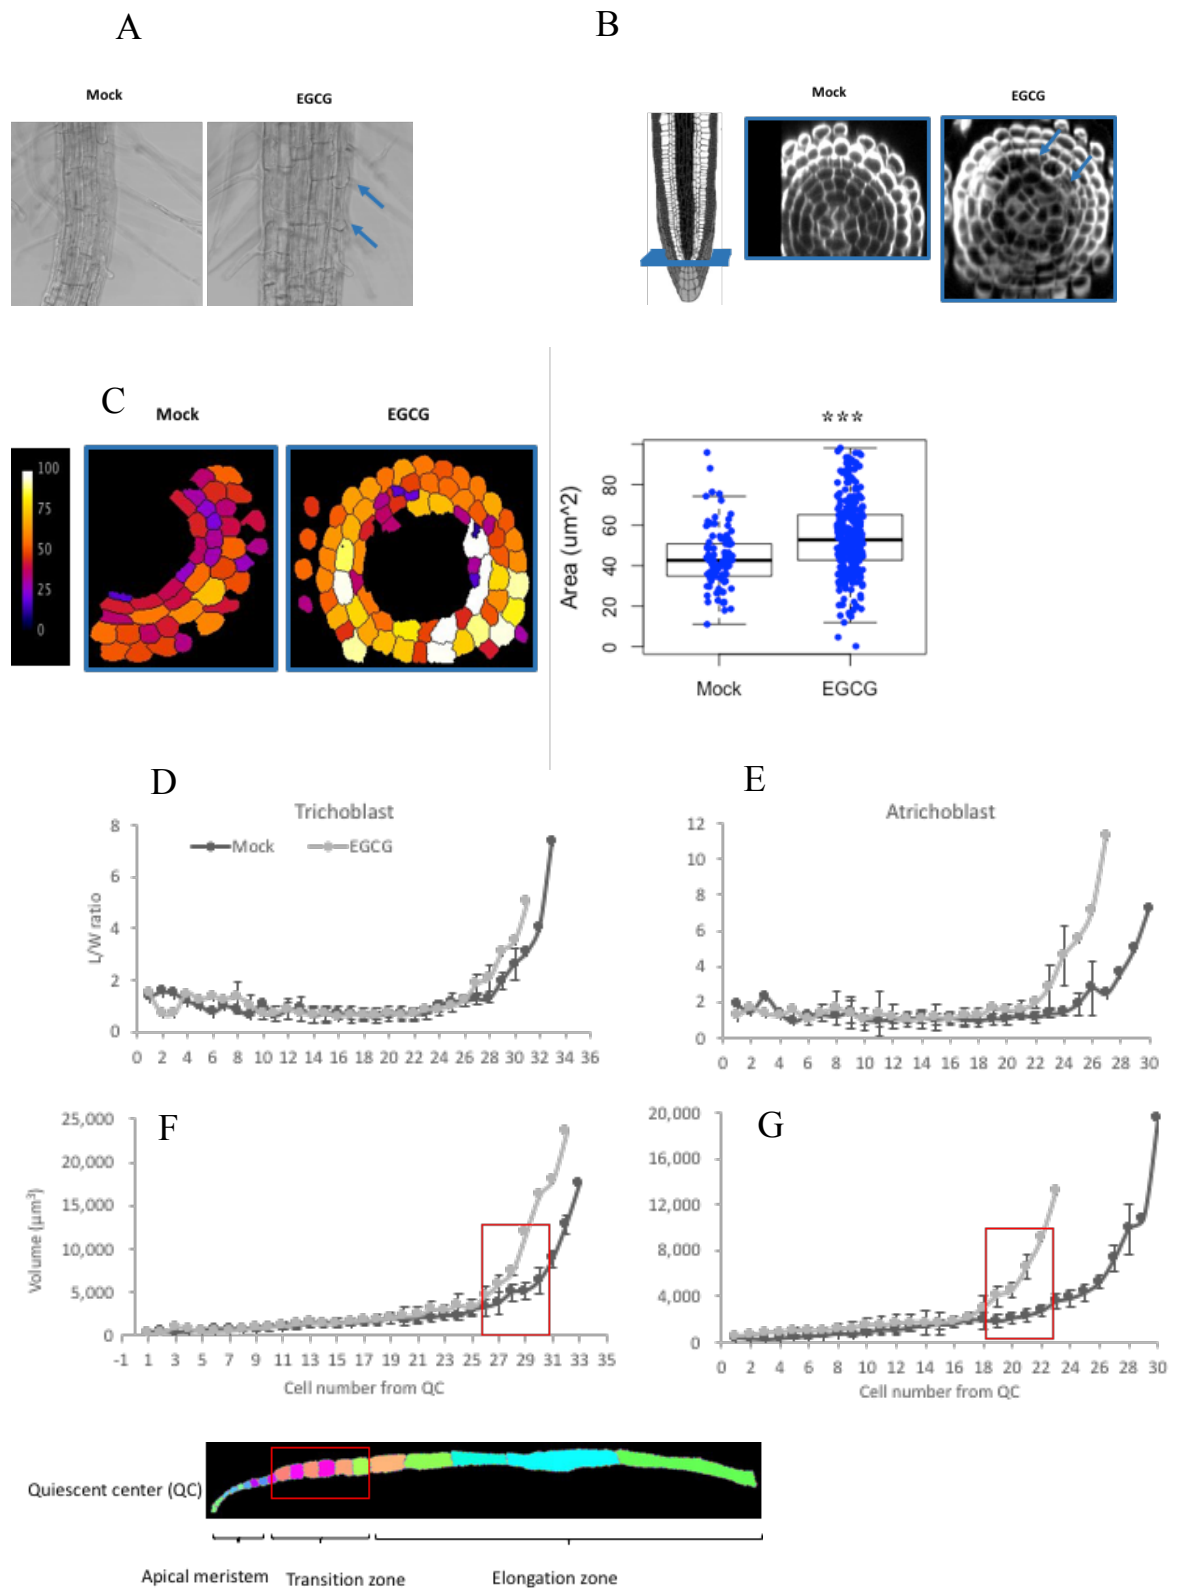 A
B
Mock
EGCG
Mock
EGCG
C
Mock
EGCG
100
75
50
25
0
***
Area (um^2)
80
60
40
20
0
Mock
EGCG
D
E
Trichoblast
Atrichoblast
Mock
EGCG
L/W ratio
8
6
4
2
0
0 2 4 6 8 10 12 14 16 18 20 22 24 26 28 30 32 34 36
12
10
8
6
4
2
0
0 2 4 6 8 10 12 14 16 18 20 22 24 26 28 30
F
G
Volume (µm³)
25,000
20,000
15,000
10,000
5,000
0
-1 1 3 5 7 9 11 13 15 17 19 21 23 25 27 29 31 33 35
Cell number from QC
20,000
16,000
12,000
8,000
4,000
0
0 2 4 6 8 10 12 14 16 18 20 22 24 26 28 30
Cell number from QC
Quiescent center (QC)
Apical meristem
Transition zone
Elongation zone